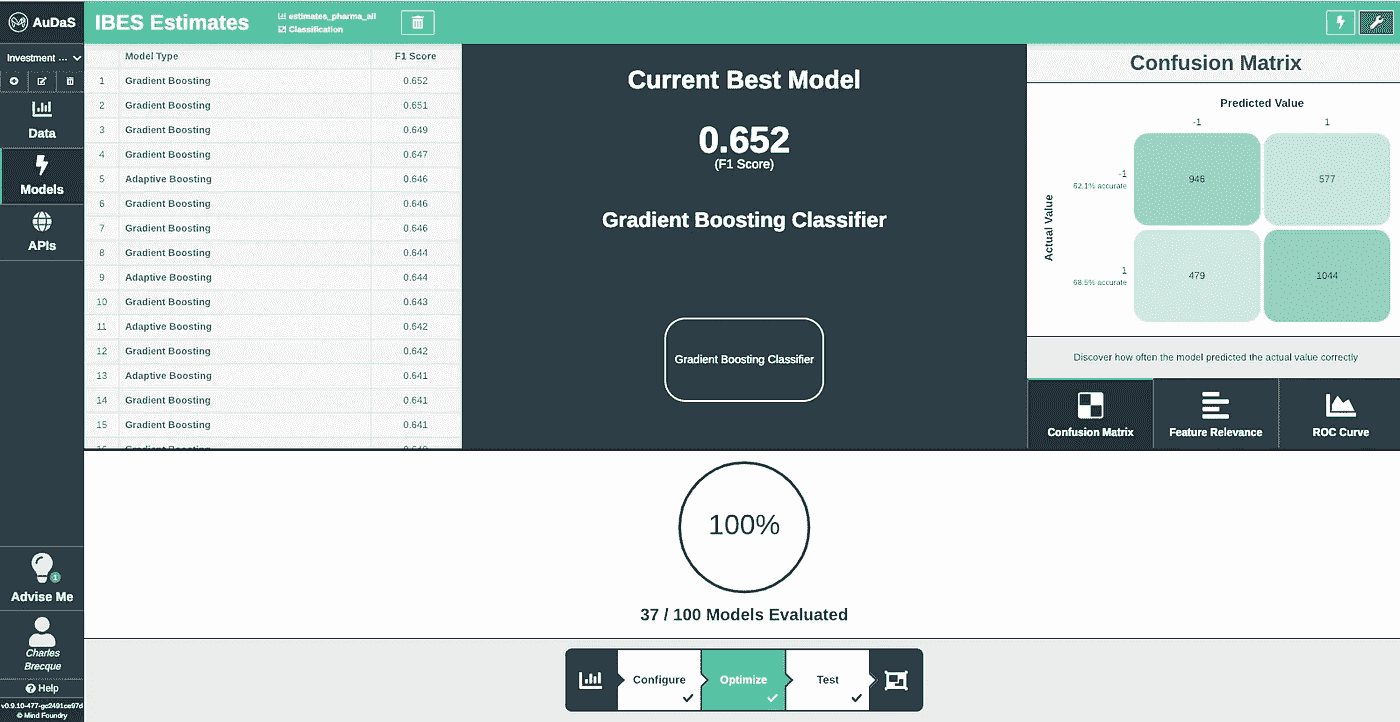 AuDaS
IBES Estimates
estimates_pharma_all
Classification
Investment ...
Data
Models
APIs
Advise Me
1
Charles
Brecque
Help
v0.9.10-477-gc2491ce97d
© Mind Foundry
Model Type F1 Score
1 Gradient Boosting 0.652
2 Gradient Boosting 0.651
3 Gradient Boosting 0.649
4 Gradient Boosting 0.647
5 Adaptive Boosting 0.646
6 Gradient Boosting 0.646
7 Gradient Boosting 0.646
8 Gradient Boosting 0.644
9 Adaptive Boosting 0.644
10 Gradient Boosting 0.643
11 Adaptive Boosting 0.642
12 Gradient Boosting 0.642
13 Adaptive Boosting 0.641
14 Gradient Boosting 0.641
15 Gradient Boosting 0.641
Current Best Model
0.652
(F1 Score)
Gradient Boosting Classifier
Gradient Boosting Classifier
Confusion Matrix
Predicted Value
-1 1
Actual Value
-1
62.1% accurate
946 577
1
68.5% accurate
479 1044
Discover how often the model predicted the actual value correctly
Confusion Matrix Feature Relevance ROC Curve
100%
37 / 100 Models Evaluated
Configure Optimize Test